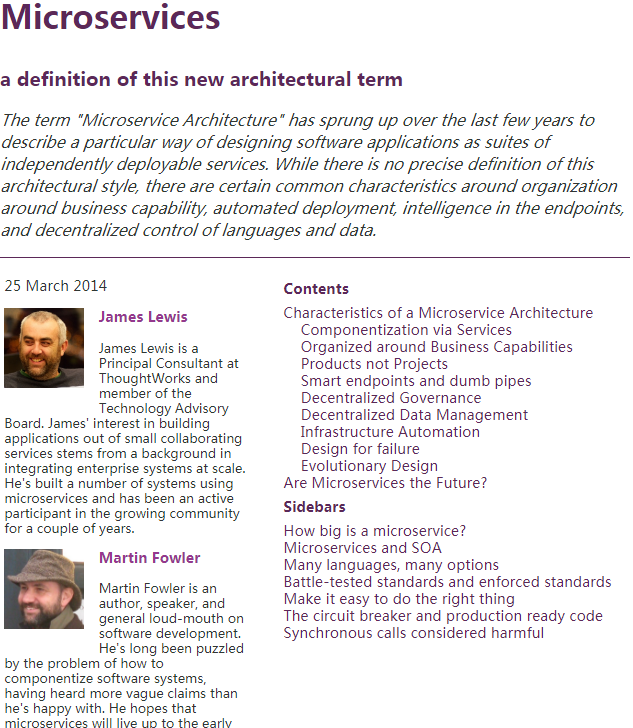 Microservices
a definition of this new architectural term
The term "Microservice Architecture" has sprung up over the last few years to
describe a particular way of designing software applications as suites of
independently deployable services. While there is no precise definition of this
architectural style, there are certain common characteristics around organization
around business capability, automated deployment, intelligence in the endpoints,
and decentralized control of languages and data.
25 March 2014
James Lewis
James Lewis is a
Principal Consultant at
ThoughtWorks and
member of the
Technology Advisory
Board. James' interest in building
applications out of small collaborating
services stems from a background in
integrating enterprise systems at scale.
He's built a number of systems using
microservices and has been an active
participant in the growing community
for a couple of years.
Martin Fowler
Martin Fowler is an
author, speaker, and
general loud-mouth on
software development.
He's long been puzzled
by the problem of how to
componentize software systems,
having heard more vague claims than
he's happy with. He hopes that
microservices will live up to the early
Contents
Characteristics of a Microservice Architecture
Componentization via Services
Organized around Business Capabilities
Products not Projects
Smart endpoints and dumb pipes
Decentralized Governance
Decentralized Data Management
Infrastructure Automation
Design for failure
Evolutionary Design
Are Microservices the Future?
Sidebars
How big is a microservice?
Microservices and SOA
Many languages, many options
Battle-tested standards and enforced standards
Make it easy to do the right thing
The circuit breaker and production ready code
Synchronous calls considered harmful